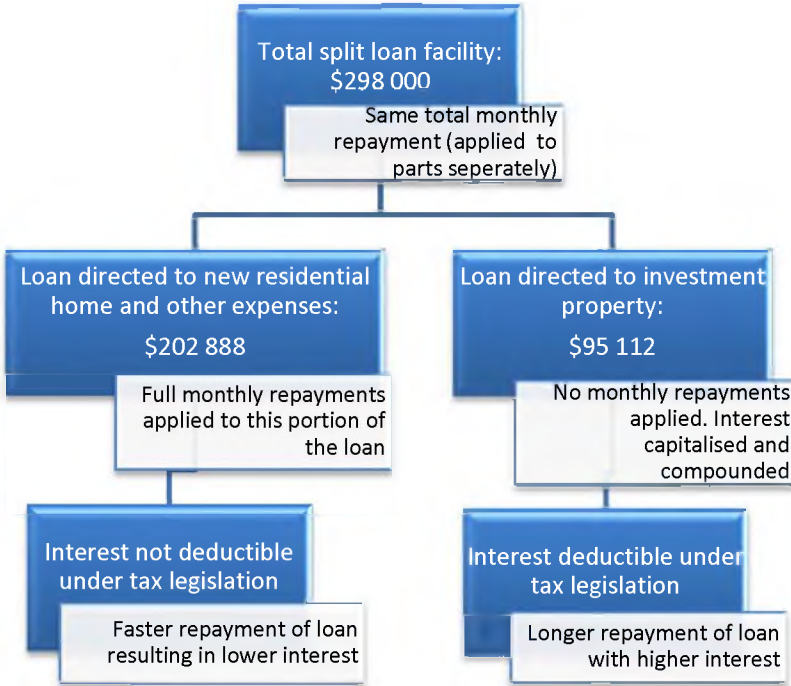 Total split loan facility:
$298 000
Same total monthly
repayment (applied to
parts seperately)
Loan directed to new residential
home and other expenses:
$202 888
Full monthly repayments
applied to this portion of
the loan
Interest not deductible
under tax legislation
Faster repayment of loan
resulting in lower interest
Loan directed to investment
property:
$95 112
No monthly repayments
applied. Interest
capitalised and
compounded
Interest deductible under
tax legislation
Longer repayment of loan
with higher interest